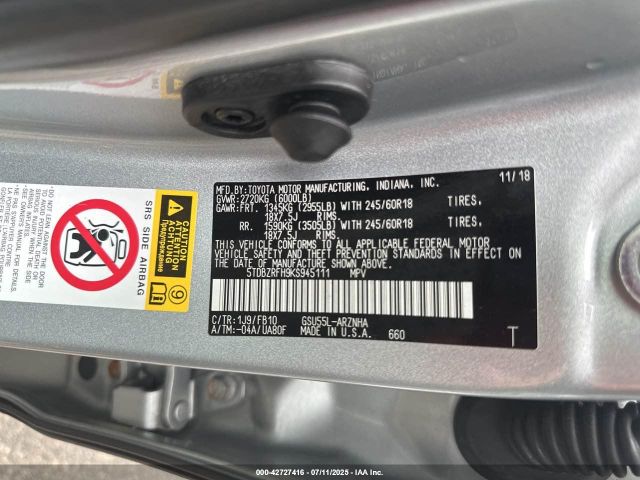 MFD.BY:TOYOTA MOTOR MANUFACTURING, INDIANA, INC. 11/18
GVWR:2720KG (6000LB)
GAWR:FRT. 1345KG (2955LB) WITH 245/60R18 TIRES,
18X7.5J RIMS,
RR. 1590KG (3505LB) WITH 245/60R18 TIRES,
18X7.5J RIMS
THIS VEHICLE CONFORMS TO ALL APPLICABLE FEDERAL MOTOR
VEHICLE SAFETY AND THEFT PREVENTION STANDARDS IN EFFECT
ON THE DATE OF MANUFACTURE SHOWN ABOVE.
5TDBZRFH9KS945111 MPV
C/TR:1J9/FB10 GSU55L-ARZNHA
A/TM:-04A/UA80F MADE IN U.S.A. 660 T
SRS SIDE AIRBAG
CAUTION
ATTENTION
Предупреждение
9
00-42727416 | 07/11/2025 | IAA Inc.